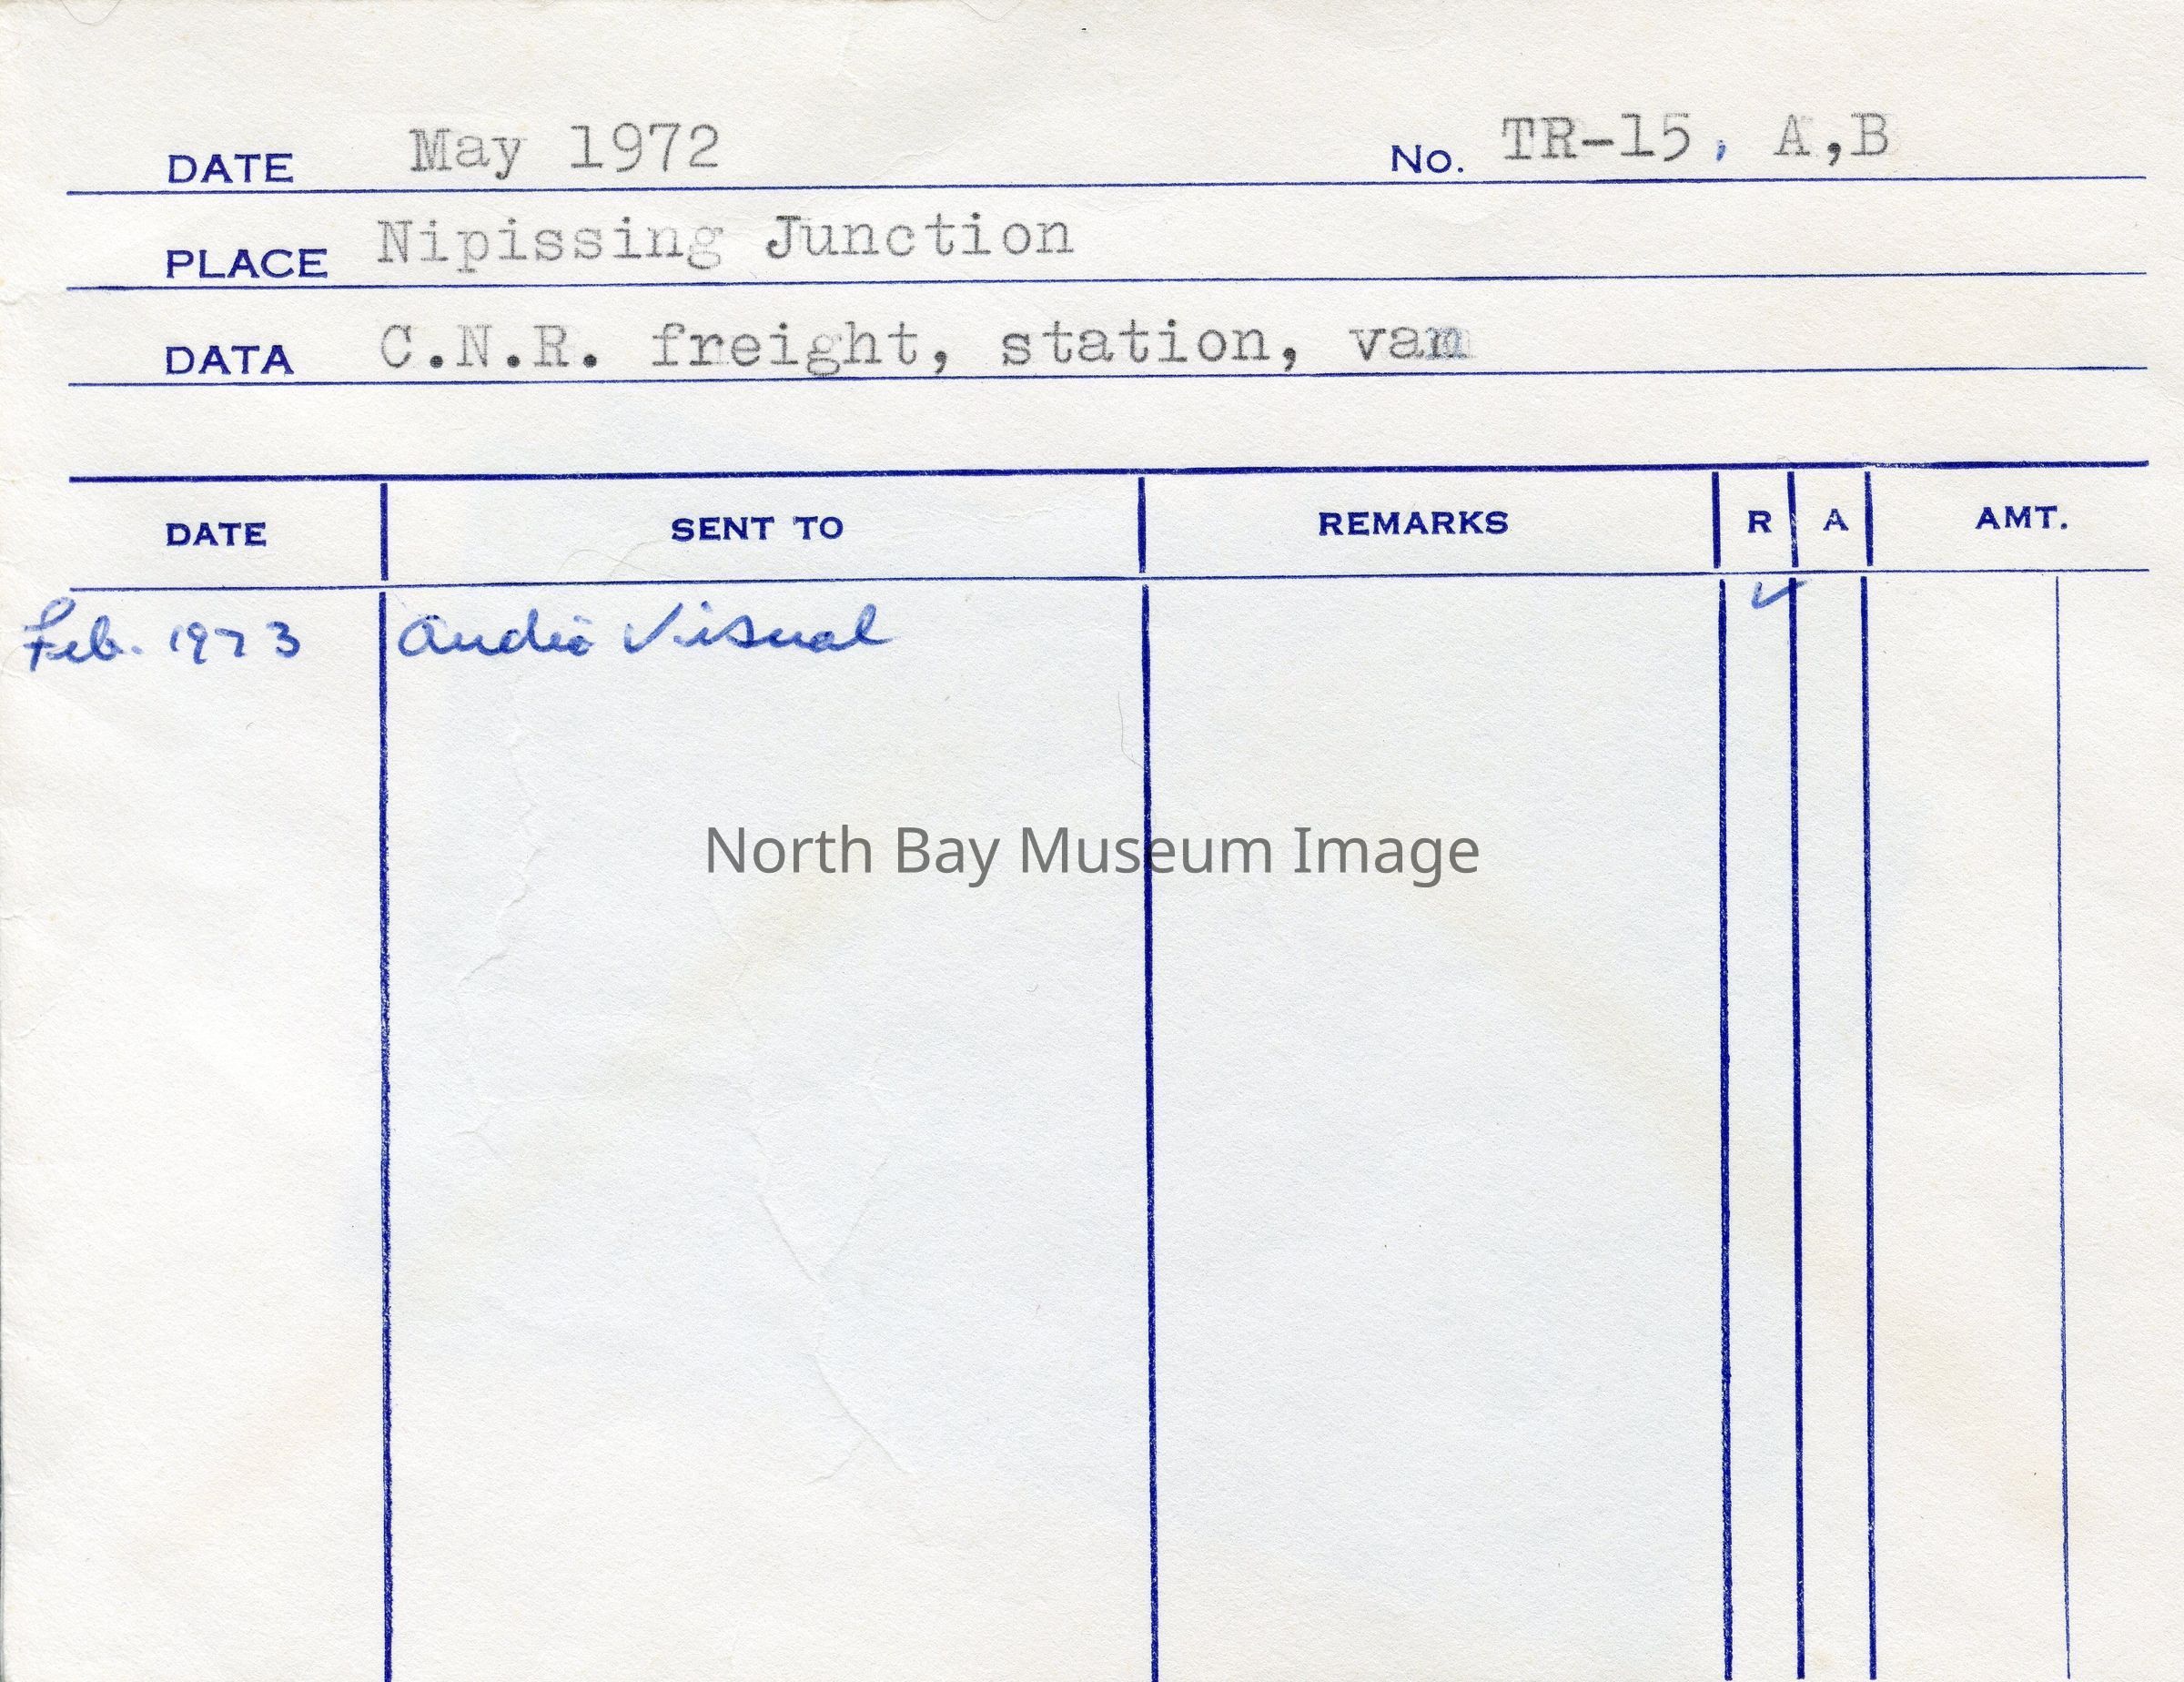 DATE May 1972 No. TR-15, A,B
PLACE Nipissing Junction
DATA C.N.R. freight, station, van
DATE SENT TO REMARKS R A AMT.
Feb. 1973 Audio Visual ✓
North Bay Museum Image